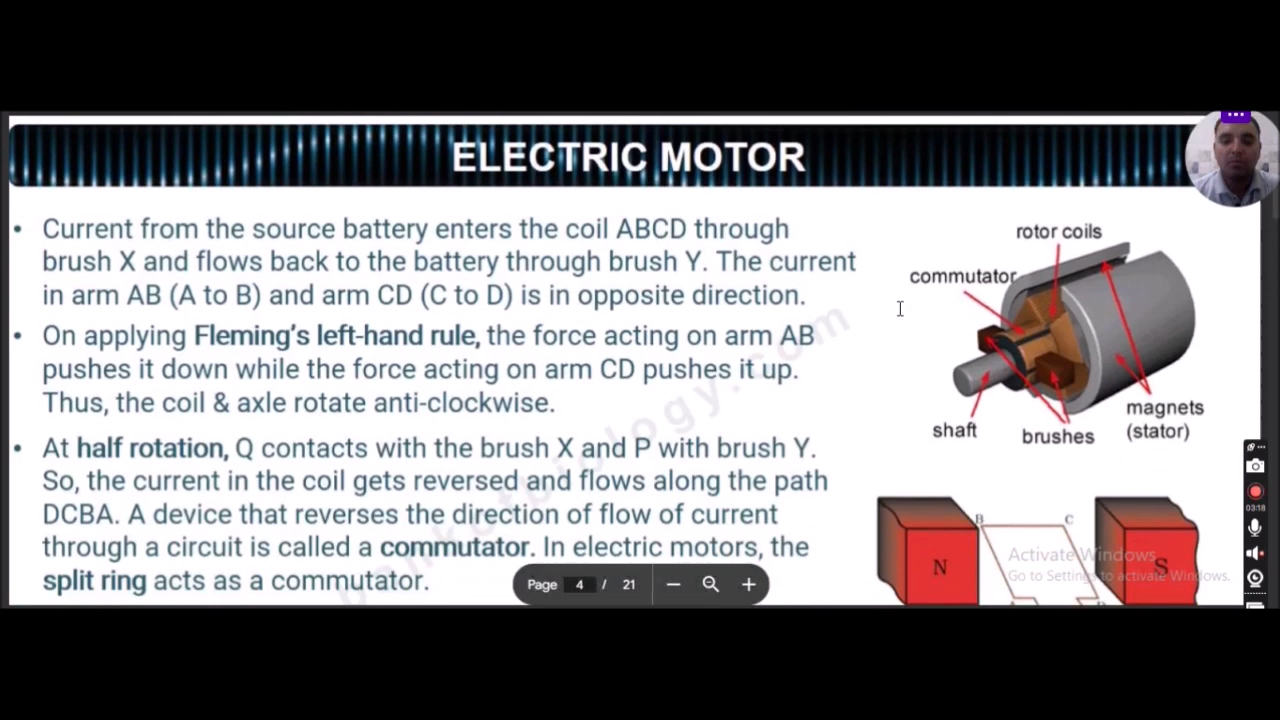 ELECTRIC MOTOR
• Current from the source battery enters the coil ABCD through
brush X and flows back to the battery through brush Y. The current
in arm AB (A to B) and arm CD (C to D) is in opposite direction.
• On applying Fleming's left-hand rule, the force acting on arm AB
pushes it down while the force acting on arm CD pushes it up.
Thus, the coil & axle rotate anti-clockwise.
• At half rotation, Q contacts with the brush X and P with brush Y.
So, the current in the coil gets reversed and flows along the path
DCBA. A device that reverses the direction of flow of current
through a circuit is called a commutator. In electric motors, the
split ring acts as a commutator.
rotor coils
commutator
shaft
brushes
magnets
(stator)
03:18
B
C
N
S
Activate Windows
Go to Settings to activate Windows.
Page 4 / 21